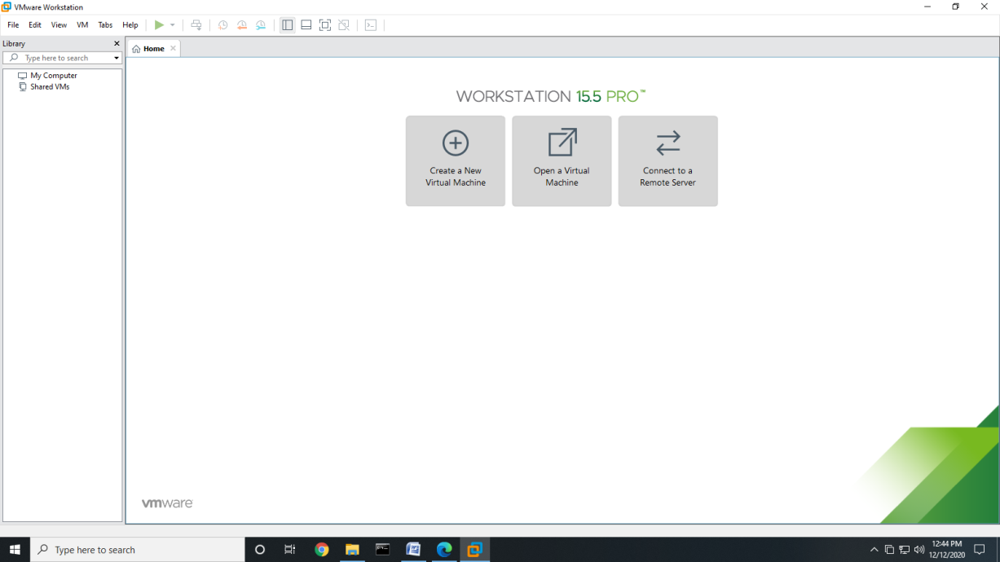 VMware Workstation
File Edit View VM Tabs Help
Library
Type here to search
My Computer
Shared VMs
Home
WORKSTATION 15.5 PRO™
Create a New
Virtual Machine
Open a Virtual
Machine
Connect to a
Remote Server
vmware
Type here to search
12:44 PM
12/12/2020